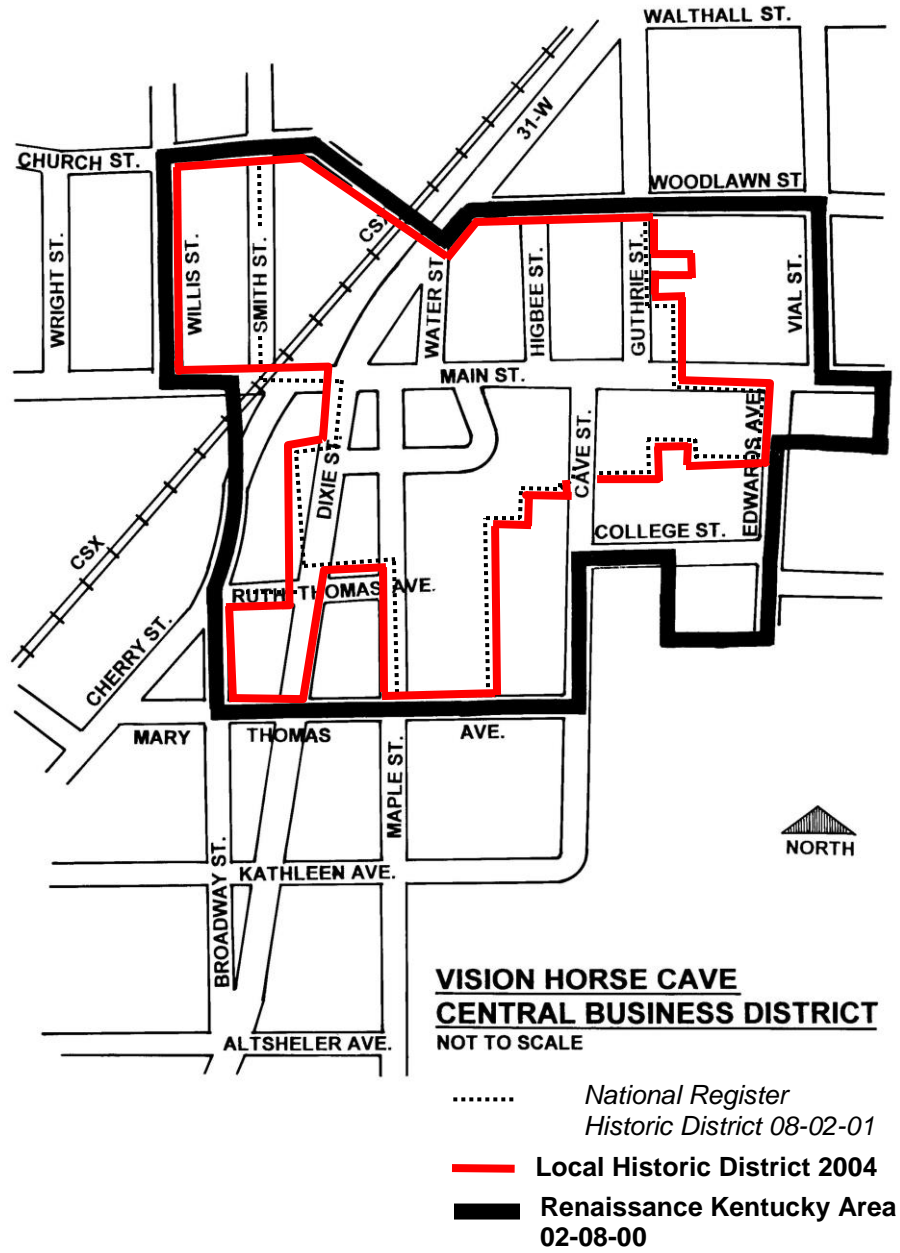 WALTHALL ST.
31-W
CHURCH ST.
WOODLAWN ST
CSX
WRIGHT ST.
WILLIS ST.
SMITH ST.
WATER ST.
HIGBEE ST.
GUTHRIE ST.
VIAL ST.
MAIN ST.
CAVE ST.
EDWARDS AVE
DIXIE ST.
COLLEGE ST.
CSX
RUTH THOMAS AVE.
CHERRY ST.
MARY THOMAS AVE.
MAPLE ST.
NORTH
BROADWAY ST.
KATHLEEN AVE.
ALTSHELER AVE.
VISION HORSE CAVE
CENTRAL BUSINESS DISTRICT
NOT TO SCALE
National Register
Historic District 08-02-01
Local Historic District 2004
Renaissance Kentucky Area
02-08-00